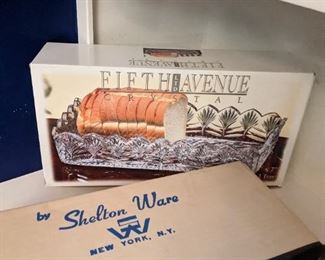 FIFTH AVENUE
CRYSTAL
by Shelton Ware
NEW YORK, N.Y.